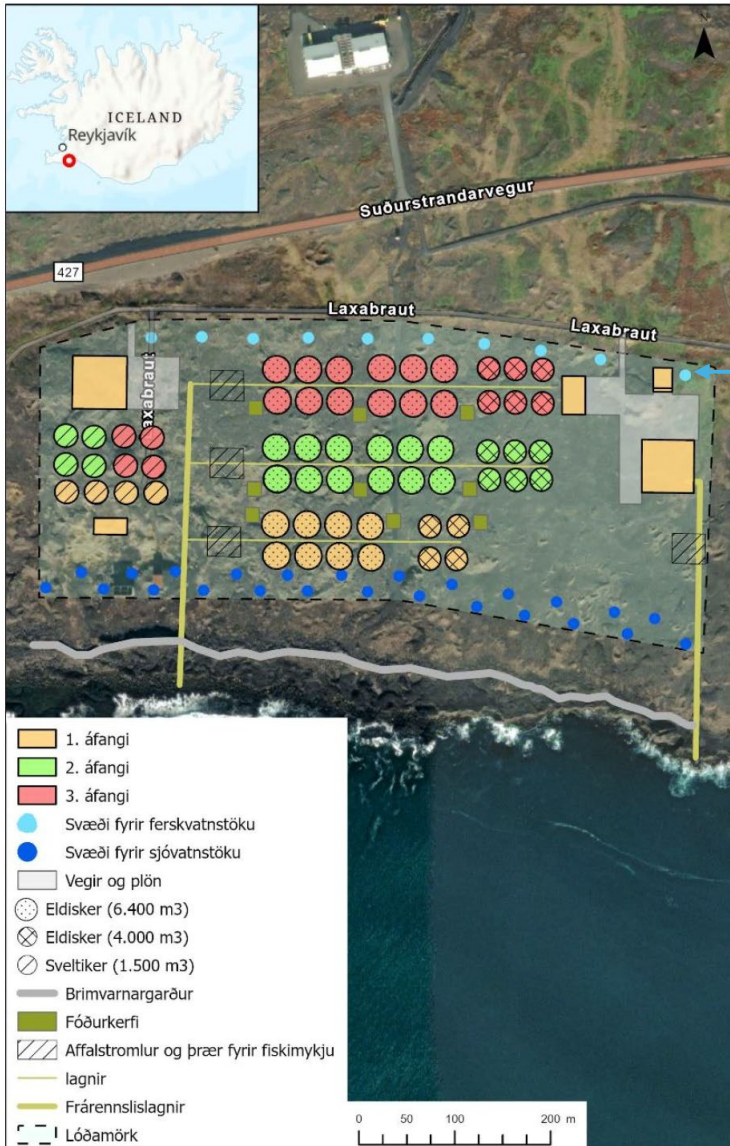 ICELAND
Reykjavík
N
Suðurstrandarvegur
427
Laxabraut
Laxabraut
Laxabraut
1. áfangi
2. áfangi
3. áfangi
Svæði fyrir ferskvatnstöku
Svæði fyrir sjóvatnstöku
Vegir og plön
Eldisker (6.400 m3)
Eldisker (4.000 m3)
Sveltiker (1.500 m3)
Brimvarnargarður
Fóðurkerfi
Affalstromlur og þrær fyrir fiskimykju
lagnir
Frárennslislagnir
Lóðamörk
0 50 100 200 m